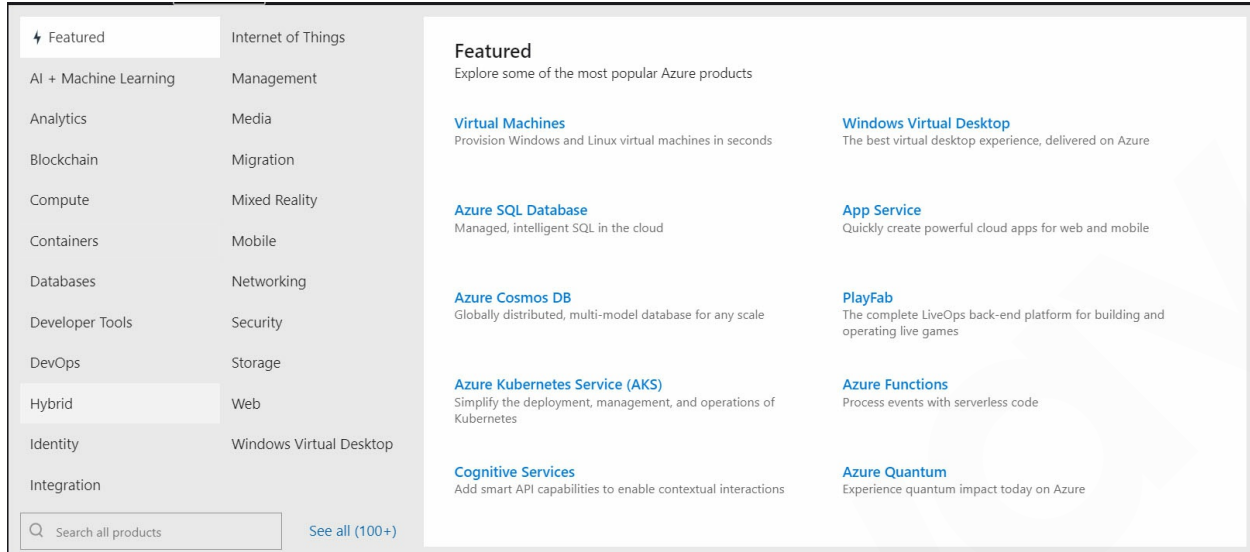 Featured
AI + Machine Learning
Analytics
Blockchain
Compute
Containers
Databases
Developer Tools
DevOps
Hybrid
Identity
Integration
Search all products
Internet of Things
Management
Media
Migration
Mixed Reality
Mobile
Networking
Security
Storage
Web
Windows Virtual Desktop
See all (100+)
Featured
Explore some of the most popular Azure products
Virtual Machines
Provision Windows and Linux virtual machines in seconds
Azure SQL Database
Managed, intelligent SQL in the cloud
Azure Cosmos DB
Globally distributed, multi-model database for any scale
Azure Kubernetes Service (AKS)
Simplify the deployment, management, and operations of
Kubernetes
Cognitive Services
Add smart API capabilities to enable contextual interactions
Windows Virtual Desktop
The best virtual desktop experience, delivered on Azure
App Service
Quickly create powerful cloud apps for web and mobile
PlayFab
The complete LiveOps back-end platform for building and
operating live games
Azure Functions
Process events with serverless code
Azure Quantum
Experience quantum impact today on Azure